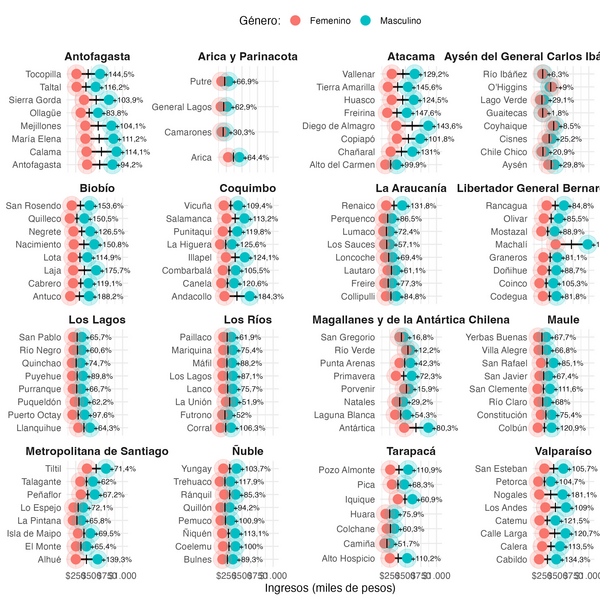 Género: Femenino Masculino
Antofagasta
Tocopilla +144,5%
Taltal +116,2%
Sierra Gorda +103,9%
Ollagüe +83,8%
Mejillones +104,1%
María Elena +111,2%
Calama +114,1%
Antofagasta +94,2%
Arica y Parinacota
Putre +66,9%
General Lagos +62,9%
Camarones +30,3%
Arica +64,4%
Atacama
Vallenar +129,2%
Tierra Amarilla +145,6%
Huasco +124,5%
Freirina +147,6%
Diego de Almagro +143,6%
Copiapó +101,8%
Chañaral +131%
Alto del Carmen +99,9%
Aysén del General Carlos Ibá
Río Ibáñez +6,3%
O'Higgins +9%
Lago Verde +29,1%
Guaitecas +1,8%
Coyhaique +8,5%
Cisnes +25,2%
Chile Chico +20,9%
Aysén +29,8%
Biobío
San Rosendo +153,6%
Quilleco +150,5%
Negrete +126,5%
Nacimiento +150,8%
Lota +114,9%
Laja +175,7%
Cabrero +119,1%
Antuco +188,2%
Coquimbo
Vicuña +109,4%
Salamanca +113,2%
Punitaqui +119,8%
La Higuera +125,6%
Illapel +124,1%
Combarbalá +105,5%
Canela +120,6%
Andacollo +184,3%
La Araucanía
Renaico +131,8%
Perquenco +86,5%
Lumaco +72,4%
Los Sauces +57,1%
Loncoche +69,4%
Lautaro +61,1%
Freire +77,3%
Collipulli +84,8%
Libertador General Bernar
Rancagua +84,8%
Olivar +85,5%
Mostazal +88,9%
Machalí
Graneros +81,1%
Doñihue +88,7%
Coinco +105,3%
Codegua +81,8%
Los Lagos
San Pablo +65,7%
Río Negro +60,6%
Quinchao +74,7%
Puyehue +89,8%
Purranque +66,7%
Puqueldón +62,2%
Puerto Octay +97,6%
Llanquihue +64,3%
Los Ríos
Paillaco +61,9%
Mariquina +75,4%
Máfil +88,2%
Los Lagos +87,1%
Lanco +75,7%
La Unión +51,9%
Futrono +52%
Corral +106,3%
Magallanes y de la Antártica Chilena
San Gregorio +16,8%
Río Verde +12,2%
Punta Arenas +42,3%
Primavera +72,3%
Porvenir +15,9%
Natales +29,2%
Laguna Blanca +54,3%
Antártica +80,3%
Maule
Yerbas Buenas +67,7%
Villa Alegre +66,8%
San Rafael +85,1%
San Javier +67,4%
San Clemente +111,6%
Río Claro +68%
Constitución +75,4%
Colbún +120,9%
Metropolitana de Santiago
Tiltil +71,4%
Talagante +62%
Peñaflor +67,2%
Lo Espejo +72,1%
La Pintana +65,8%
Isla de Maipo +69,5%
El Monte +65,4%
Alhué +139,3%
Ñuble
Yungay +103,7%
Trehuaco +117,9%
Ránquil +85,3%
Quillón +94,2%
Pemuco +100,9%
Ñiquén +113,1%
Coelemu +100%
Bulnes +89,3%
Tarapacá
Pozo Almonte +110,9%
Pica +68,3%
Iquique +60,9%
Huara +75,9%
Colchane +60,3%
Camiña +51,7%
Alto Hospicio +110,2%
Valparaíso
San Esteban +105,7%
Petorca +104,7%
Nogales +181,1%
Los Andes +109%
Catemu +121,5%
Calle Larga +120,7%
Calera +113,5%
Cabildo +134,3%
Ingresos (miles de pesos)